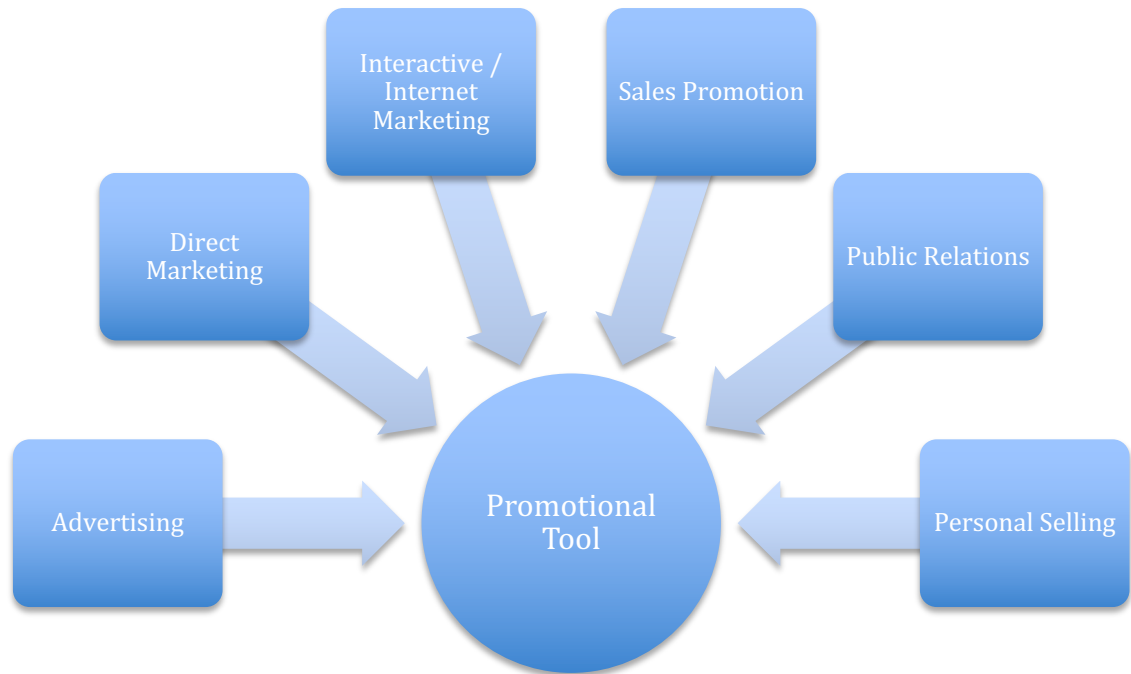 Interactive /
Internet
Marketing
Sales Promotion
Direct
Marketing
Public Relations
Advertising
Promotional
Tool
Personal Selling